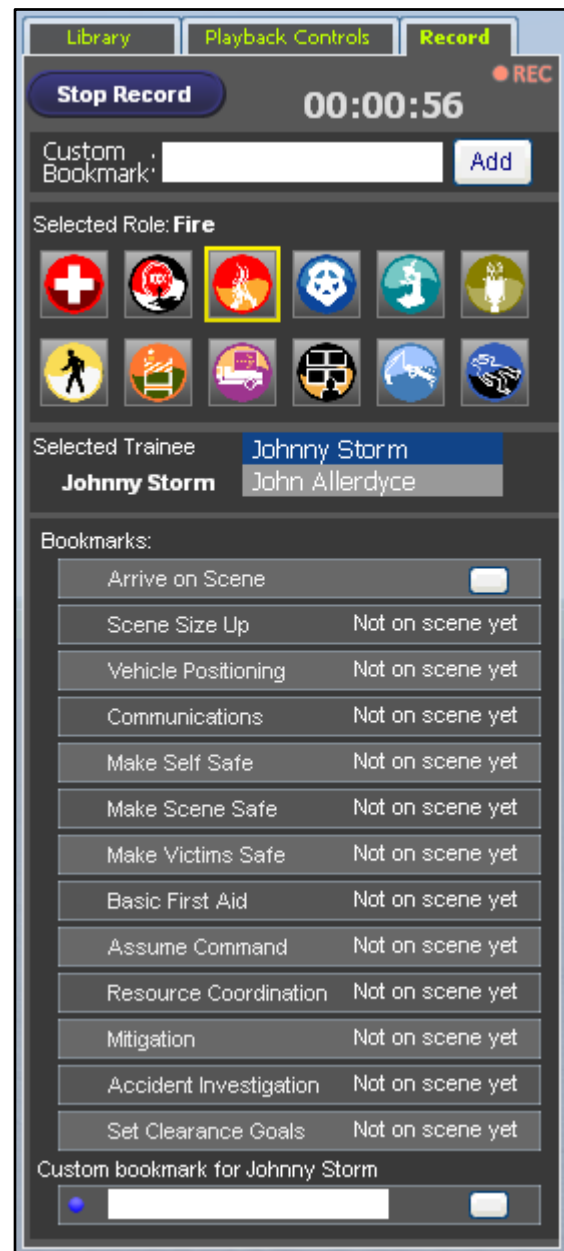 Library Playback Controls Record
REC
Stop Record 00:00:56
Custom Bookmark: Add
Selected Role: Fire
Selected Trainee Johnny Storm
Johnny Storm John Allerdyce
Bookmarks:
Arrive on Scene
Scene Size Up Not on scene yet
Vehicle Positioning Not on scene yet
Communications Not on scene yet
Make Self Safe Not on scene yet
Make Scene Safe Not on scene yet
Make Victims Safe Not on scene yet
Basic First Aid Not on scene yet
Assume Command Not on scene yet
Resource Coordination Not on scene yet
Mitigation Not on scene yet
Accident Investigation Not on scene yet
Set Clearance Goals Not on scene yet
Custom bookmark for Johnny Storm